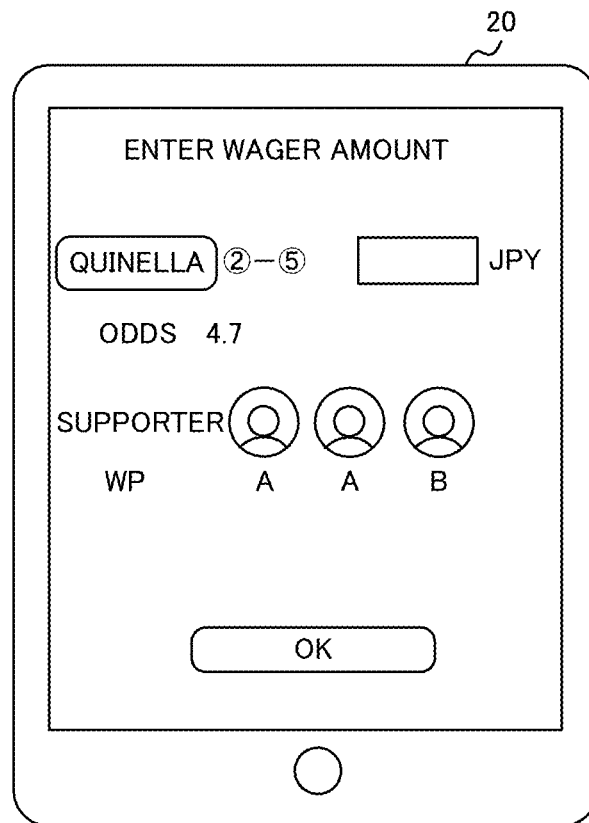 20
ENTER WAGER AMOUNT
QUINELLA ②-⑤ JPY
ODDS 4.7
SUPPORTER
WP A A B
OK